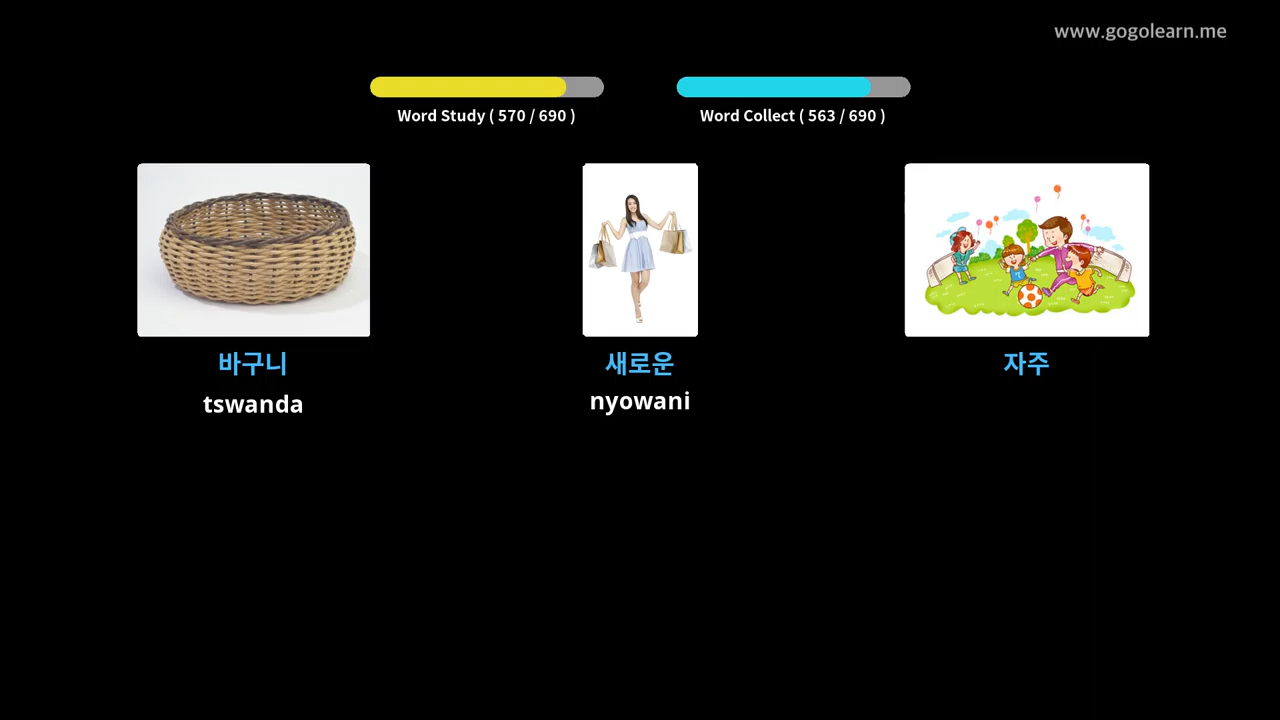 www.gogolearn.me
Word Study ( 570 / 690 )
Word Collect ( 563 / 690 )
바구니
새로운
자주
tswanda
nyowani